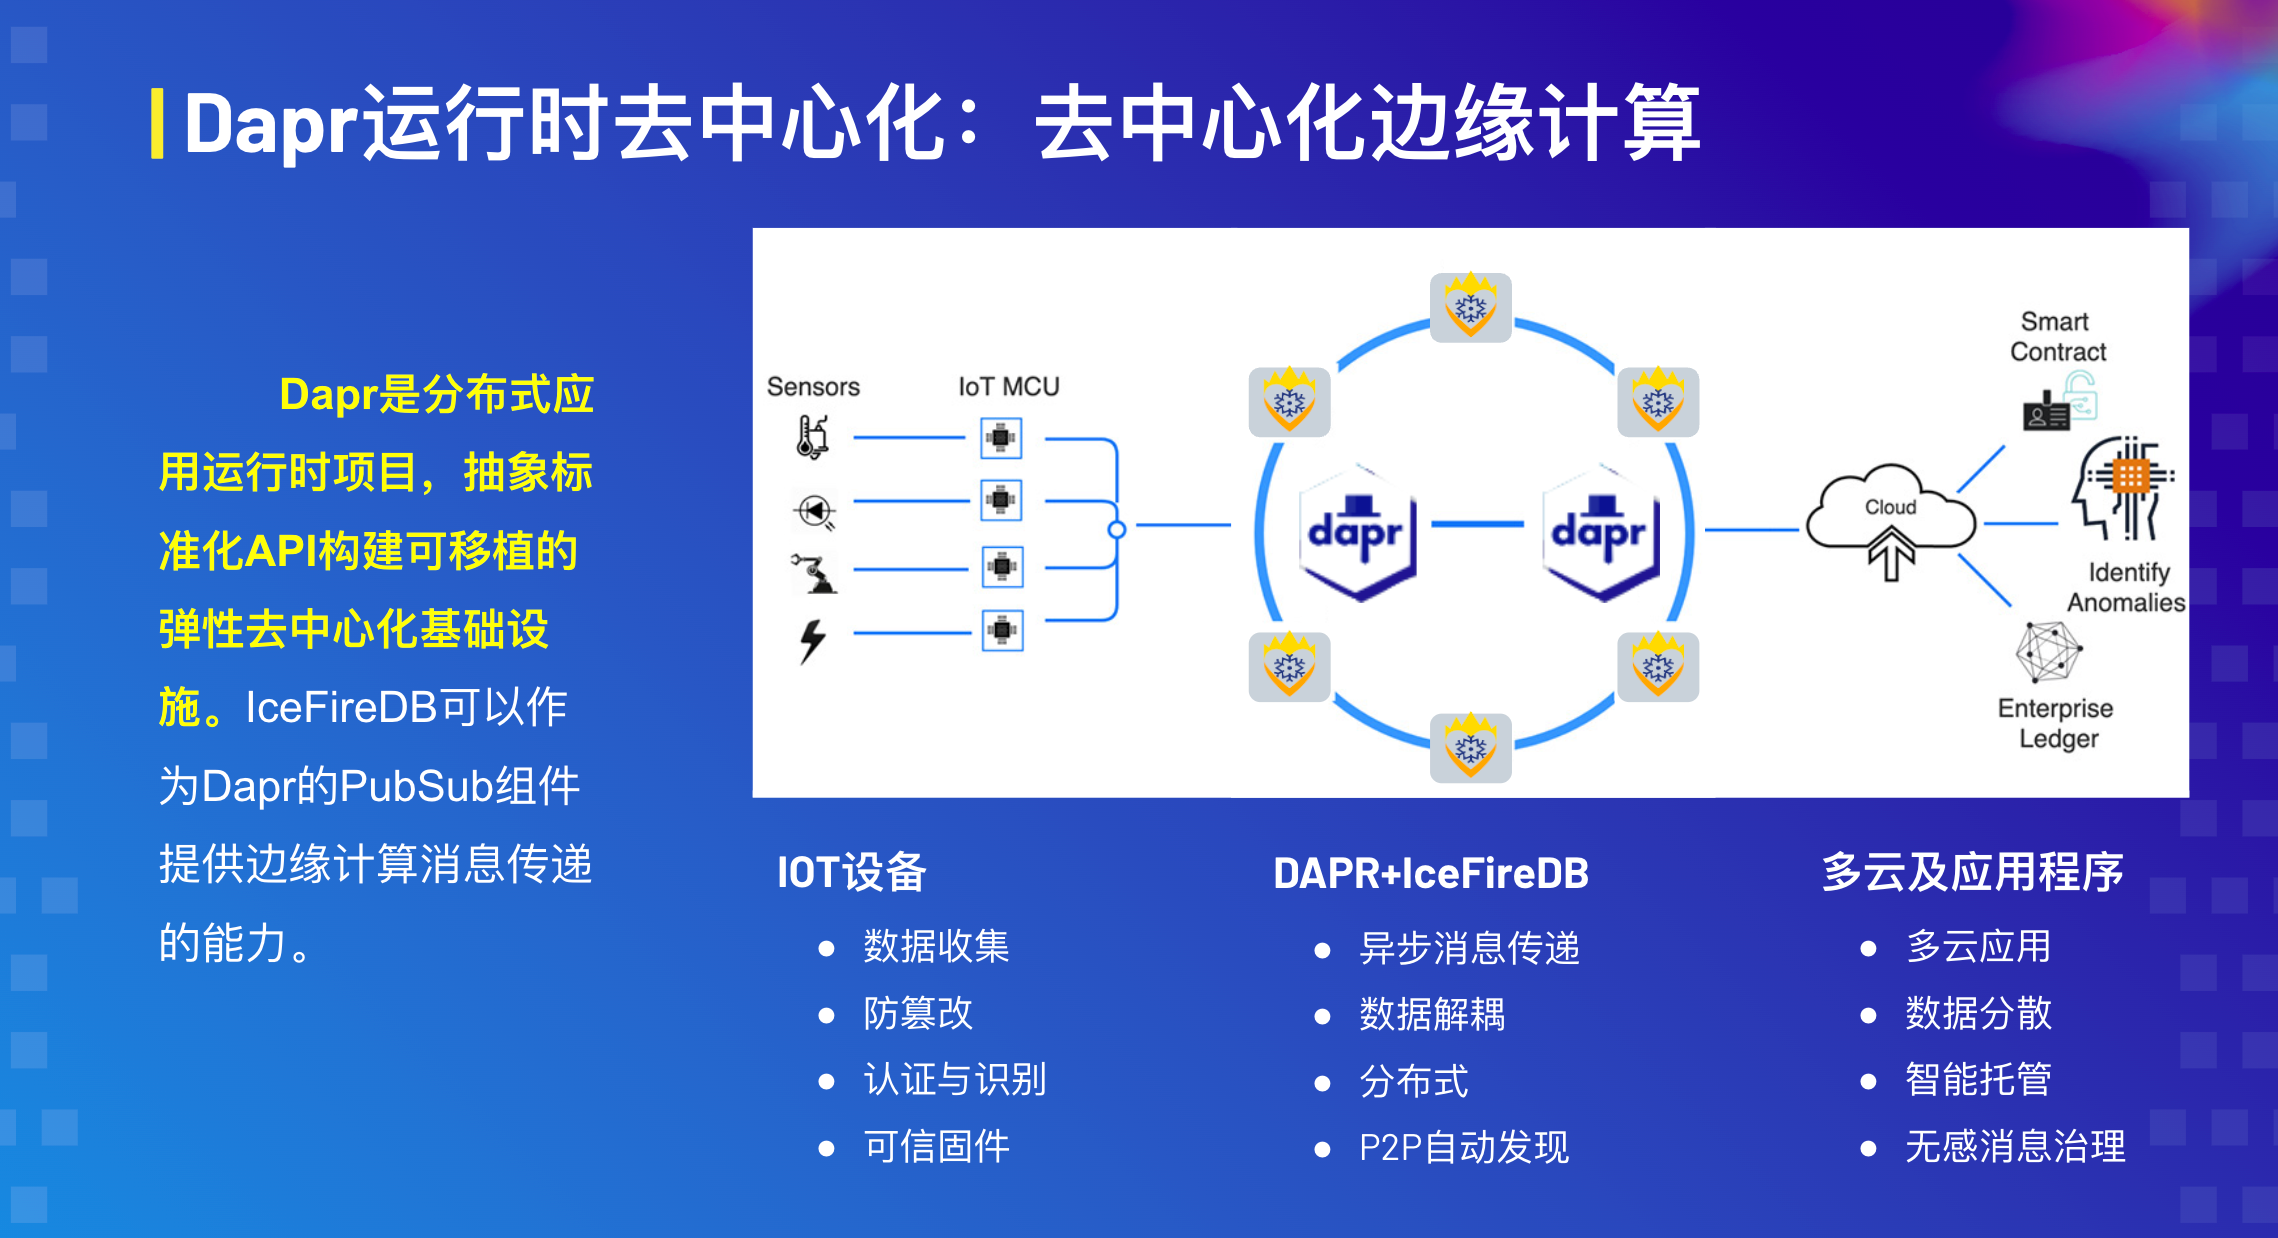 Dapr运行时去中心化：去中心化边缘计算
Dapr是分布式应
用运行时项目，抽象标
准化API构建可移植的
弹性去中心化基础设
施。IceFireDB可以作
为Dapr的PubSub组件
提供边缘计算消息传递
的能力。
Sensors
IoT MCU
dapr
dapr
Cloud
Smart
Contract
Identify
Anomalies
Enterprise
Ledger
IOT设备
● 数据收集
● 防篡改
● 认证与识别
● 可信固件
DAPR+IceFireDB
● 异步消息传递
● 数据解耦
● 分布式
● P2P自动发现
多云及应用程序
● 多云应用
● 数据分散
● 智能托管
● 无感消息治理